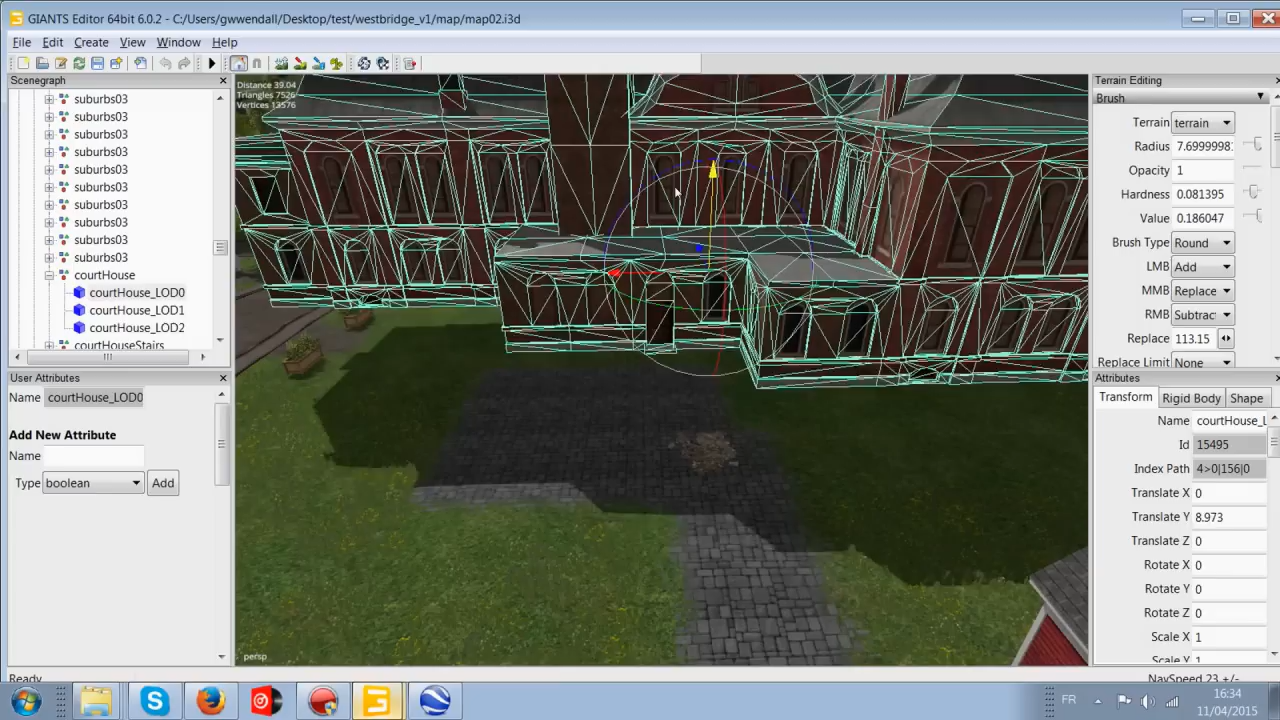 GIANTS Editor 64bit 6.0.2 - C:/Users/gwwendall/Desktop/test/westbridge_v1/map/map02.i3d
File Edit Create View Window Help
Scenegraph
suburbs03
suburbs03
suburbs03
suburbs03
suburbs03
suburbs03
suburbs03
suburbs03
suburbs03
suburbs03
courtHouse
courtHouse_LOD0
courtHouse_LOD1
courtHouse_LOD2
courtHouseStairs
User Attributes
Name courtHouse_LOD0
Add New Attribute
Name
Type boolean Add
Ready
Distance 39.04
Triangles 7526
Vertices 13576
persp
Terrain Editing
Brush
Terrain terrain
Radius 7.6999998
Opacity 1
Hardness 0.081395
Value 0.186047
Brush Type Round
LMB Add
MMB Replace
RMB Subtrac
Replace 113.15
Replace Limit None
Attributes
Transform Rigid Body Shape
Name courtHouse_L
Id 15495
Index Path 4>0|156|0
Translate X 0
Translate Y 8.973
Translate Z 0
Rotate X 0
Rotate Y 0
Rotate Z 0
Scale X 1
Scale Y 1
NavSpeed 23 +/-
FR
16:34
11/04/2015